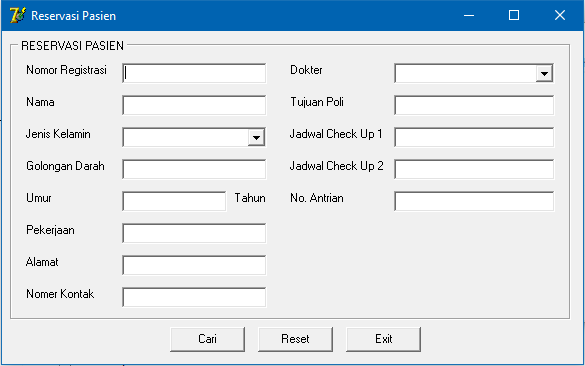 Reservasi Pasien
RESERVASI PASIEN
Nomor Registrasi
Nama
Jenis Kelamin
Golongan Darah
Umur
Tahun
Pekerjaan
Alamat
Nomer Kontak
Dokter
Tujuan Poli
Jadwal Check Up 1
Jadwal Check Up 2
No. Antrian
Cari
Reset
Exit